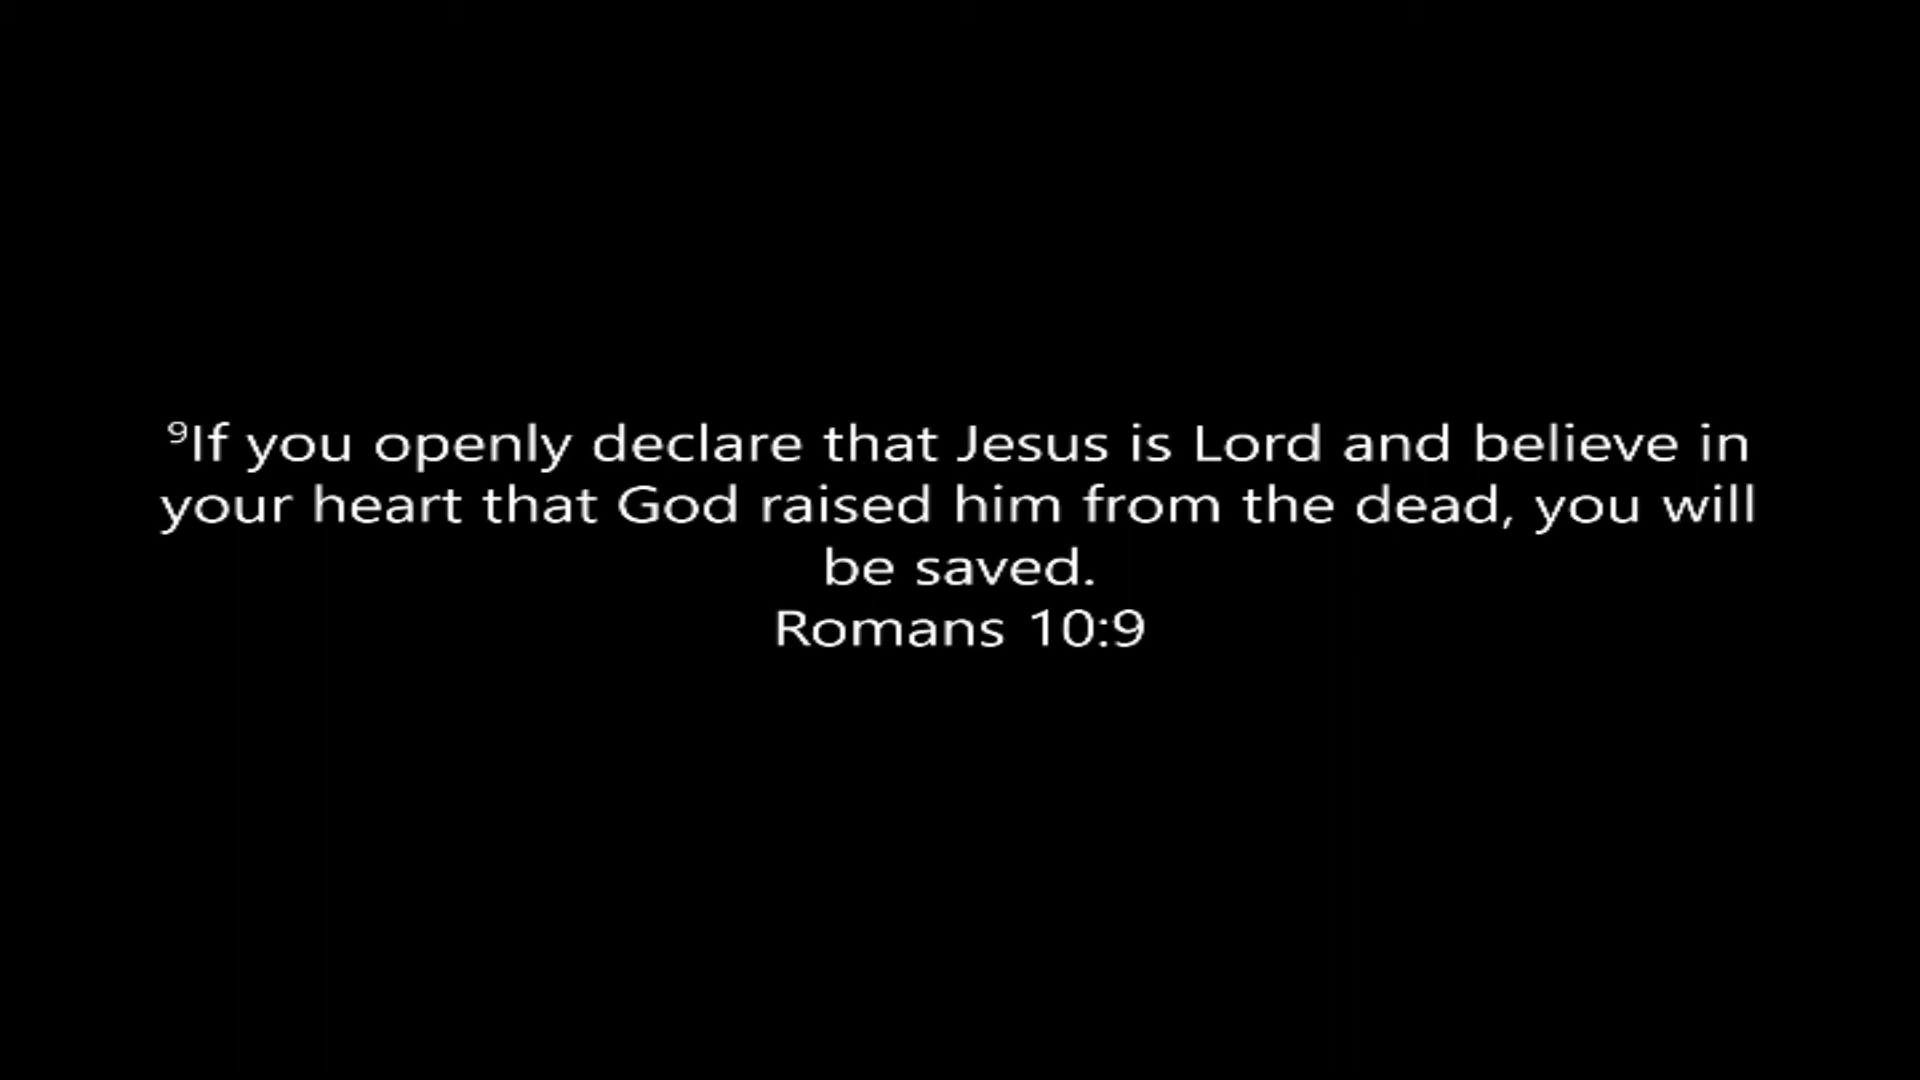 ⁹If you openly declare that Jesus is Lord and believe in
your heart that God raised him from the dead, you will
be saved.
Romans 10:9